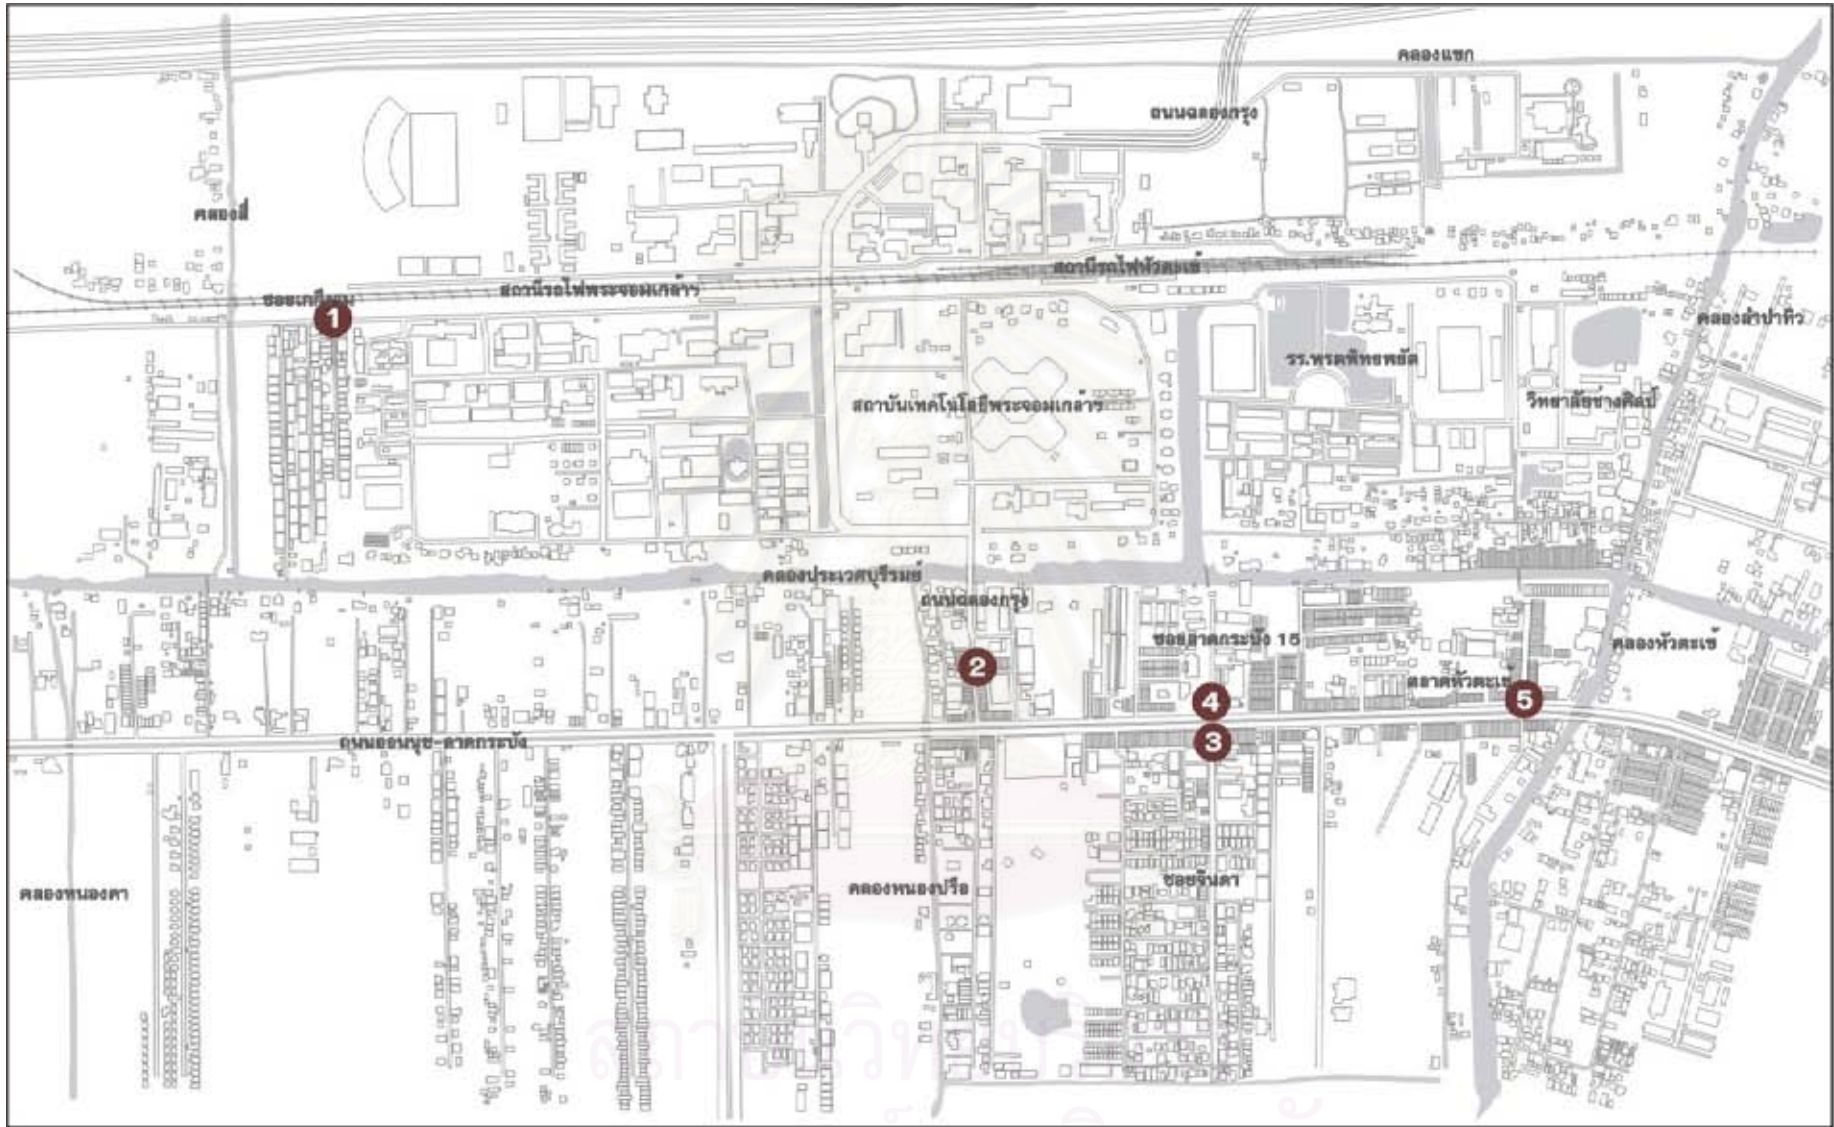 คลองแขก
ถนนฉลองกรุง
คลองสี่
สถานีรถไฟหัวตะเข้
สถานีรถไฟพระจอมเกล้าฯ
ซอยเกกีงาม
1
คลองลำปาทิว
รร.พรตพิทยพยัต
สถาบันเทคโนโลยีพระจอมเกล้าฯ
วิทยาลัยช่างศิลป์
คลองประเวศบุรีรมย์
ถนนฉลองกรุง
ซอยลาดกระบัง 15
คลองหัวตะเข้
2
ตลาดหัวตะเข้
4
5
ถนนอ่อนนุช-ลาดกระบัง
3
คลองหนองคา
คลองหนองปรือ
ซอยจินดา